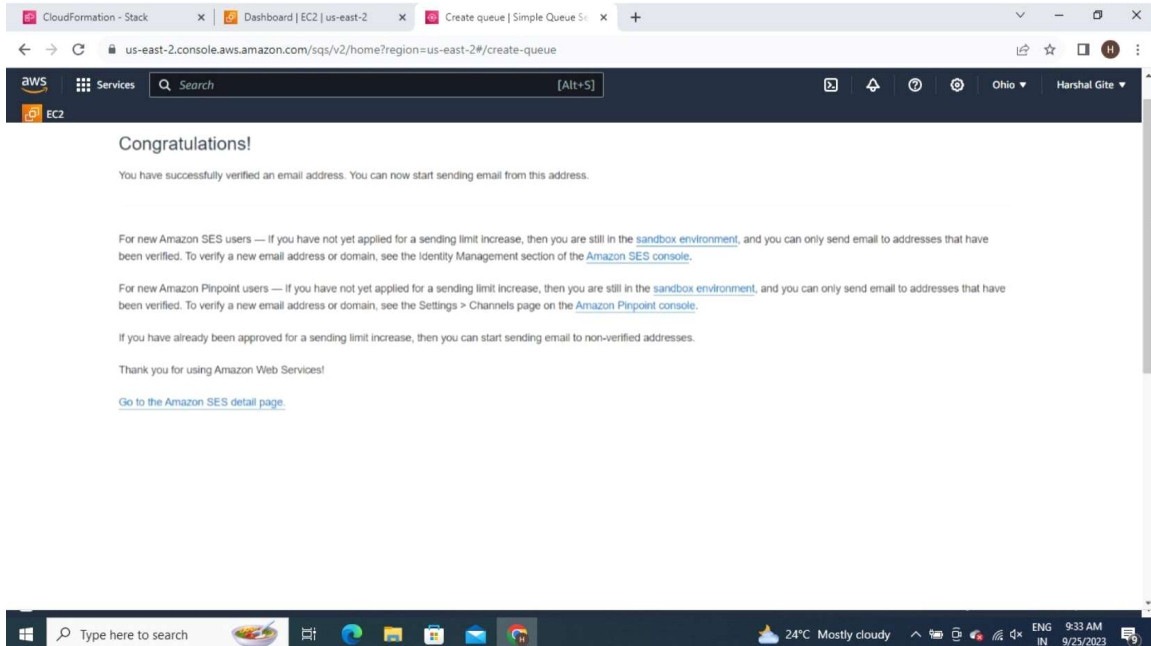 CloudFormation - Stack
Dashboard | EC2 | us-east-2
Create queue | Simple Queue Se
us-east-2.console.aws.amazon.com/sqs/v2/home?region=us-east-2#/create-queue
H
aws
Services
Search
[Alt+S]
Ohio
Harshal Gite
EC2
Congratulations!
You have successfully verified an email address. You can now start sending email from this address.
For new Amazon SES users — If you have not yet applied for a sending limit increase, then you are still in the sandbox environment, and you can only send email to addresses that have
been verified. To verify a new email address or domain, see the Identity Management section of the Amazon SES console.
For new Amazon Pinpoint users — If you have not yet applied for a sending limit increase, then you are still in the sandbox environment, and you can only send email to addresses that have
been verified. To verify a new email address or domain, see the Settings > Channels page on the Amazon Pinpoint console.
If you have already been approved for a sending limit increase, then you can start sending email to non-verified addresses.
Thank you for using Amazon Web Services!
Go to the Amazon SES detail page.
Type here to search
24°C Mostly cloudy
ENG
IN
9:33 AM
9/25/2023